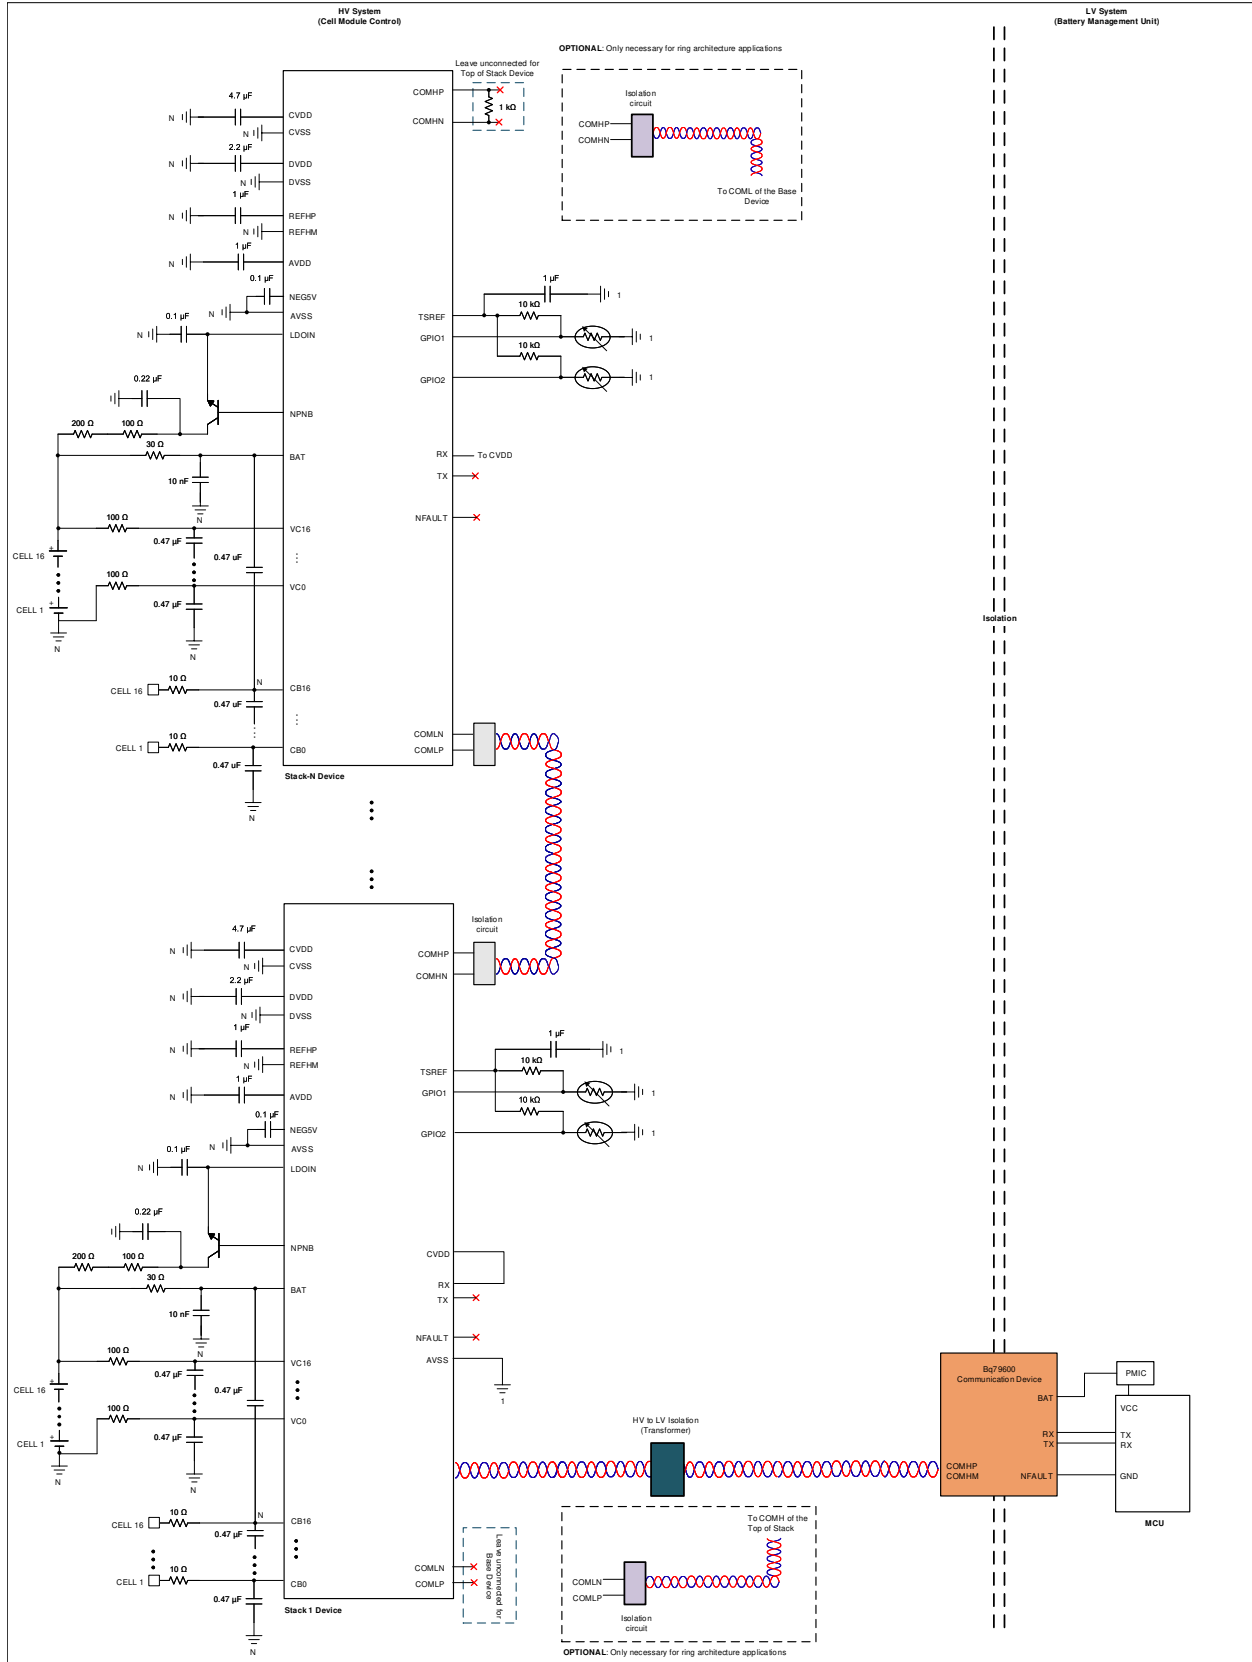 HV System
(Cell Module Control)
LV System
(Battery Management Unit)
OPTIONAL: Only necessary for ring architecture applications
Leave unconnected for
Top of Stack Device
COMHP
1 kΩ
COMHN
Isolation
circuit
COMHP
COMHN
To COML of the Base
Device
4.7 µF
N
CVDD
N
CVSS
2.2 µF
N
DVDD
N
DVSS
1 µF
N
REFHP
N
REFHM
1 µF
N
AVDD
0.1 µF
NEG5V
N
AVSS
0.1 µF
N
LDOIN
1 µF
1
10 kΩ
TSREF
GPIO1
1
10 kΩ
GPIO2
1
0.22 µF
NPNB
200 Ω
100 Ω
30 Ω
BAT
10 nF
N
RX
To CVDD
TX
NFAULT
100 Ω
VC16
0.47 µF
0.47 uF
CELL 16
+
100 Ω
VC0
0.47 µF
CELL 1
+
N
N
Isolation
10 Ω
N
CELL 16
CB16
0.47 uF
10 Ω
CELL 1
CB0
0.47 uF
N
COMLN
COMLP
Stack-N Device
Isolation
circuit
COMHP
COMHN
4.7 µF
N
CVDD
N
CVSS
2.2 µF
N
DVDD
N
DVSS
1 µF
N
REFHP
N
REFHM
1 µF
N
AVDD
0.1 µF
NEG5V
N
AVSS
0.1 µF
N
LDOIN
1 µF
1
10 kΩ
TSREF
GPIO1
1
10 kΩ
GPIO2
1
0.22 µF
NPNB
200 Ω
100 Ω
30 Ω
BAT
10 nF
N
CVDD
RX
TX
NFAULT
AVSS
1
100 Ω
VC16
0.47 µF
0.47 µF
CELL 16
+
100 Ω
VC0
0.47 µF
CELL 1
+
N
N
HV to LV Isolation
(Transformer)
Bq79600
Communication Device
BAT
RX
TX
COMHP
COMHM
NFAULT
PMIC
VCC
TX
RX
GND
MCU
10 Ω
N
CELL 16
CB16
0.47 µF
10 Ω
CELL 1
CB0
0.47 µF
N
COMLN
COMLP
Leave unconnected for
Base Device
Stack 1 Device
To COMH of the
Top of Stack
COMLN
COMLP
Isolation
circuit
OPTIONAL: Only necessary for ring architecture applications